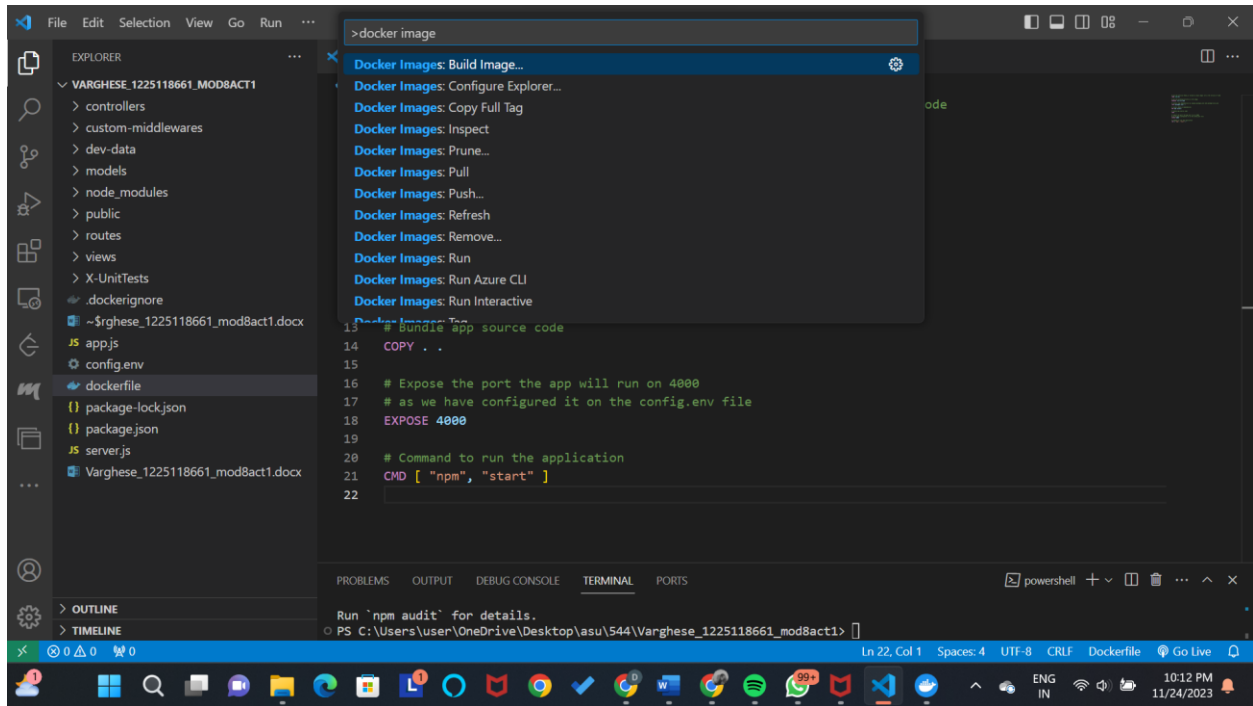 File Edit Selection View Go Run ...
>docker image
EXPLORER
VARGHESE_1225118661_MOD8ACT1
controllers
custom-middlewares
dev-data
models
node_modules
public
routes
views
X-UnitTests
.dockerignore
~$rghese_1225118661_mod8act1.docx
JS app.js
config.env
dockerfile
{} package-lock.json
{} package.json
JS server.js
Varghese_1225118661_mod8act1.docx
OUTLINE
TIMELINE
Docker Images: Build Image...
Docker Images: Configure Explorer...
Docker Images: Copy Full Tag
Docker Images: Inspect
Docker Images: Prune...
Docker Images: Pull
Docker Images: Push...
Docker Images: Refresh
Docker Images: Remove...
Docker Images: Run
Docker Images: Run Azure CLI
Docker Images: Run Interactive
Docker Images: Tag...
ode
13 # Bundle app source code
14 COPY . .
15
16 # Expose the port the app will run on 4000
17 # as we have configured it on the config.env file
18 EXPOSE 4000
19
20 # Command to run the application
21 CMD [ "npm", "start" ]
22
PROBLEMS OUTPUT DEBUG CONSOLE TERMINAL PORTS
powershell
Run `npm audit` for details.
PS C:\Users\user\OneDrive\Desktop\asu\544\Varghese_1225118661_mod8act1>
0 0 0
Ln 22, Col 1 Spaces: 4 UTF-8 CRLF Dockerfile Go Live
1
1
99+
ENG
IN
10:12 PM
11/24/2023